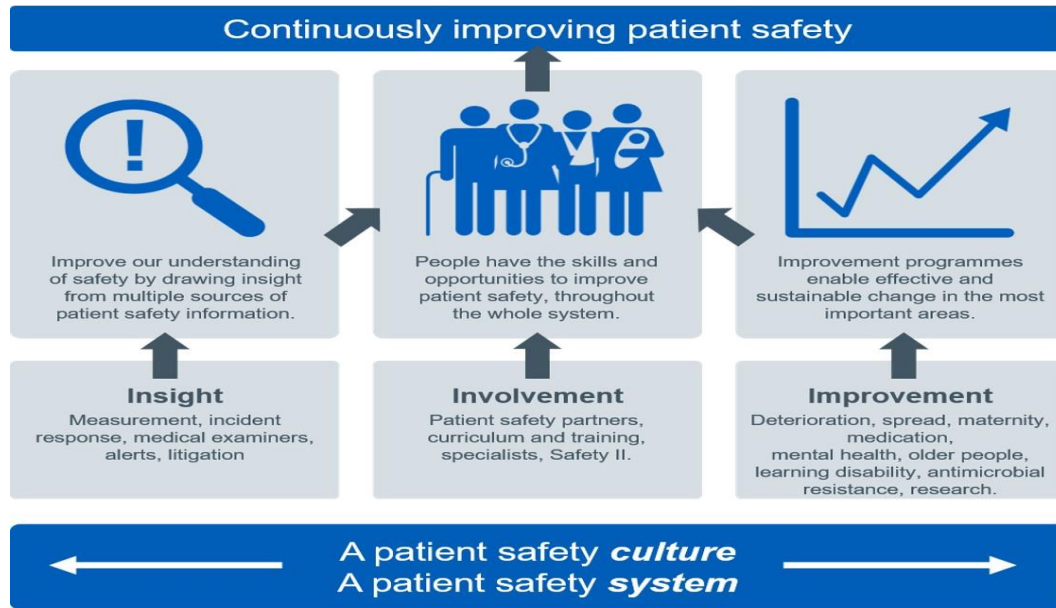 Continuously improving patient safety
Improve our understanding
of safety by drawing insight
from multiple sources of
patient safety information.
People have the skills and
opportunities to improve
patient safety, throughout
the whole system.
Improvement programmes
enable effective and
sustainable change in the most
important areas.
Insight
Measurement, incident
response, medical examiners,
alerts, litigation
Involvement
Patient safety partners,
curriculum and training,
specialists, Safety II.
Improvement
Deterioration, spread, maternity,
medication,
mental health, older people,
learning disability, antimicrobial
resistance, research.
A patient safety culture
A patient safety system